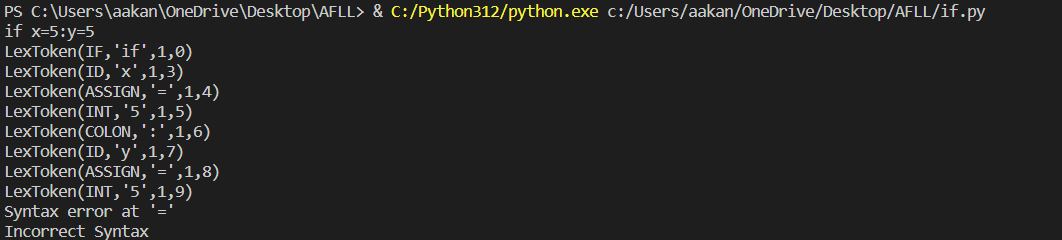 PS C:\Users\aakan\OneDrive\Desktop\AFLL> & C:/Python312/python.exe c:/Users/aakan/OneDrive/Desktop/AFLL/if.py
if x=5:y=5
LexToken(IF,'if',1,0)
LexToken(ID,'x',1,3)
LexToken(ASSIGN,'=',1,4)
LexToken(INT,'5',1,5)
LexToken(COLON,':',1,6)
LexToken(ID,'y',1,7)
LexToken(ASSIGN,'=',1,8)
LexToken(INT,'5',1,9)
Syntax error at '='
Incorrect Syntax